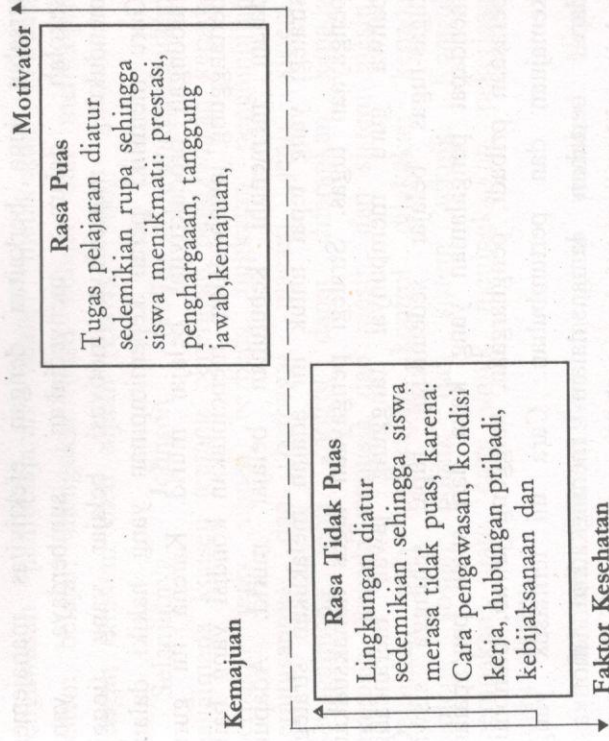 Motivator
Rasa Puas
Tugas pelajaran diatur
sedemikian rupa sehingga
siswa menikmati: prestasi,
penghargaaan, tanggung
jawab,kemajuan,
Kemajuan
Rasa Tidak Puas
Lingkungan diatur
sedemikian sehingga siswa
merasa tidak puas, karena:
Cara pengawasan, kondisi
kerja, hubungan pribadi,
kebijaksanaan dan
Faktor Kesehatan